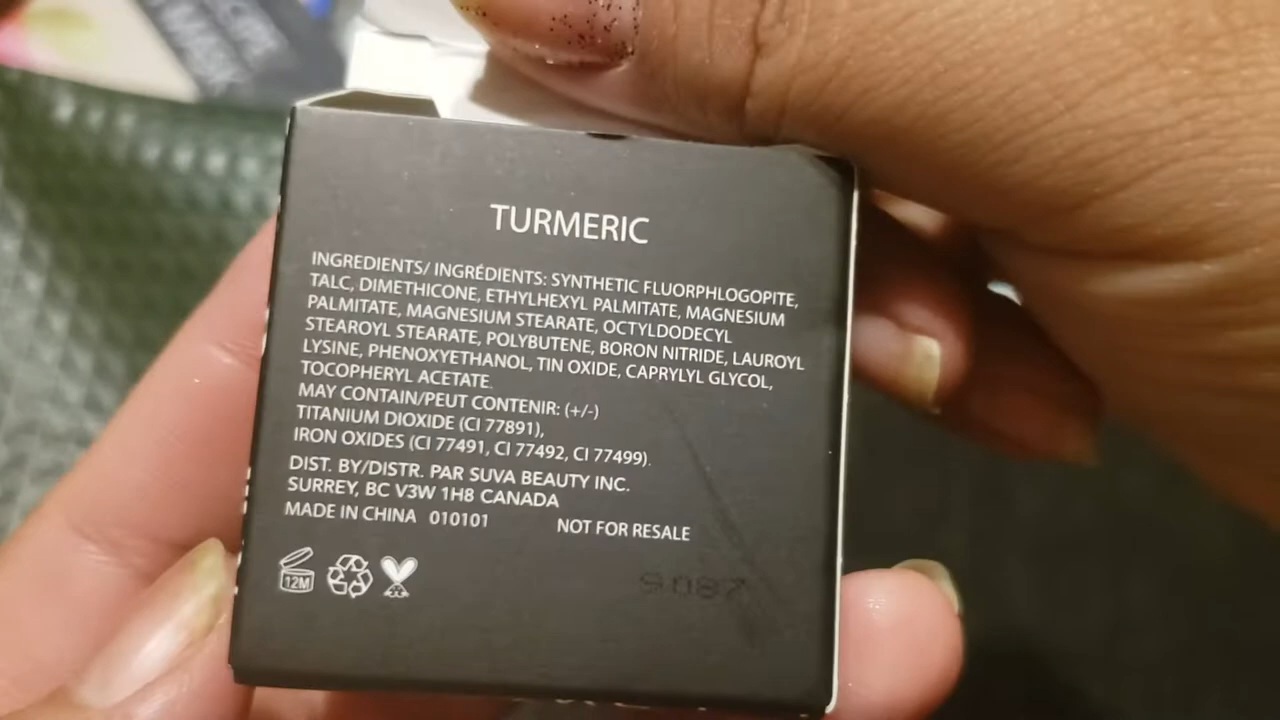 MASK
TURMERIC
INGREDIENTS/ INGRÉDIENTS: SYNTHETIC FLUORPHLOGOPITE,
TALC, DIMETHICONE, ETHYLHEXYL PALMITATE, MAGNESIUM
PALMITATE, MAGNESIUM STEARATE, OCTYLDODECYL
STEAROYL STEARATE, POLYBUTENE, BORON NITRIDE, LAUROYL
LYSINE, PHENOXYETHANOL, TIN OXIDE, CAPRYLYL GLYCOL,
TOCOPHERYL ACETATE.
MAY CONTAIN/PEUT CONTENIR: (+/-)
TITANIUM DIOXIDE (CI 77891),
IRON OXIDES (CI 77491, CI 77492, CI 77499).
DIST. BY/DISTR. PAR SUVA BEAUTY INC.
SURREY, BC V3W 1H8 CANADA
MADE IN CHINA 010101 NOT FOR RESALE
12M
9087